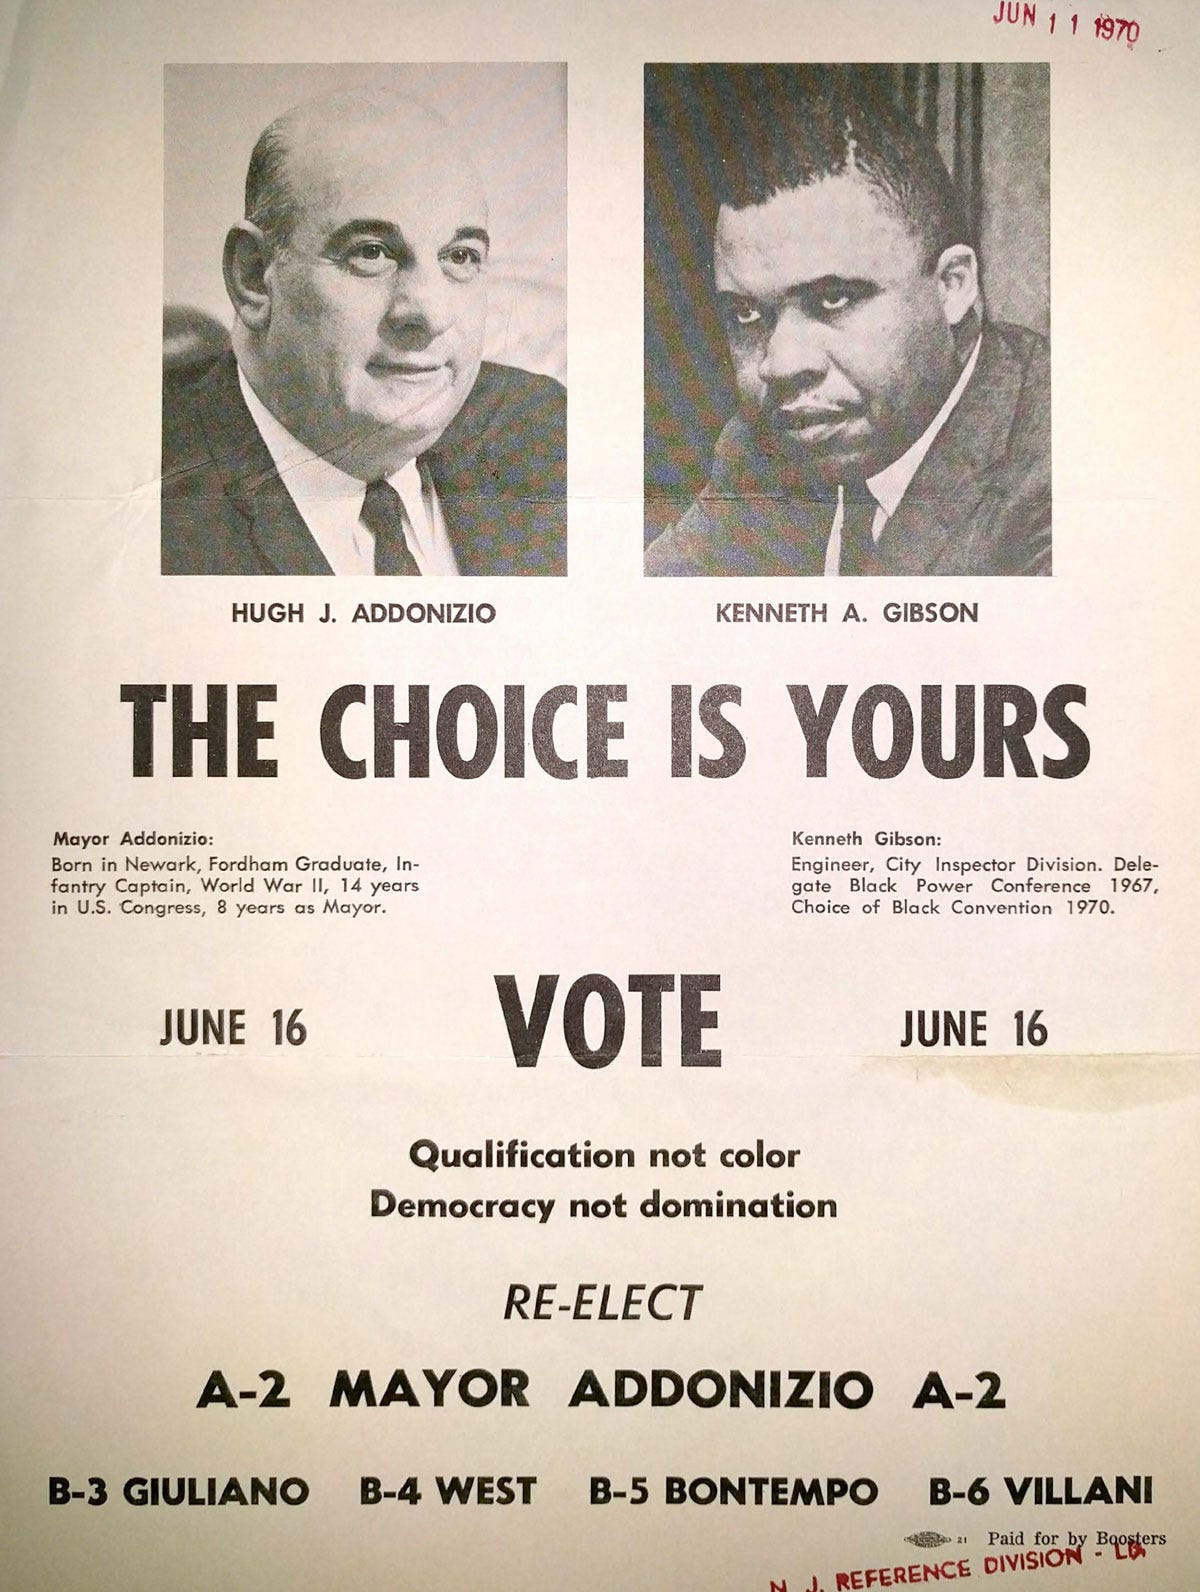 JUN 11 1970
HUGH J. ADDONIZIO
KENNETH A. GIBSON
THE CHOICE IS YOURS
Mayor Addonizio:
Born in Newark, Fordham Graduate, In-
fantry Captain, World War II, 14 years
in U.S. Congress, 8 years as Mayor.
Kenneth Gibson:
Engineer, City Inspector Division. Dele-
gate Black Power Conference 1967,
Choice of Black Convention 1970.
JUNE 16 VOTE JUNE 16
Qualification not color
Democracy not domination
RE-ELECT
A-2 MAYOR ADDONIZIO A-2
B-3 GIULIANO B-4 WEST B-5 BONTEMPO B-6 VILLANI
21 Paid for by Boosters
N. J. REFERENCE DIVISION -